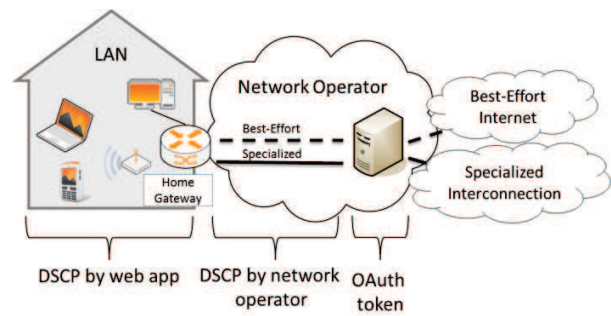 LAN
Network Operator
Best-Effort
Specialized
Home
Gateway
Best-Effort
Internet
Specialized
Interconnection
DSCP by web app
DSCP by network
operator
OAuth
token